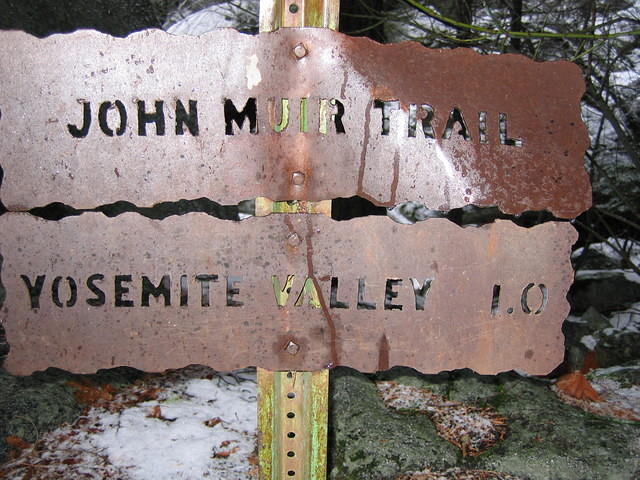 JOHN MUIR TRAIL
YOSEMITE VALLEY 1.0